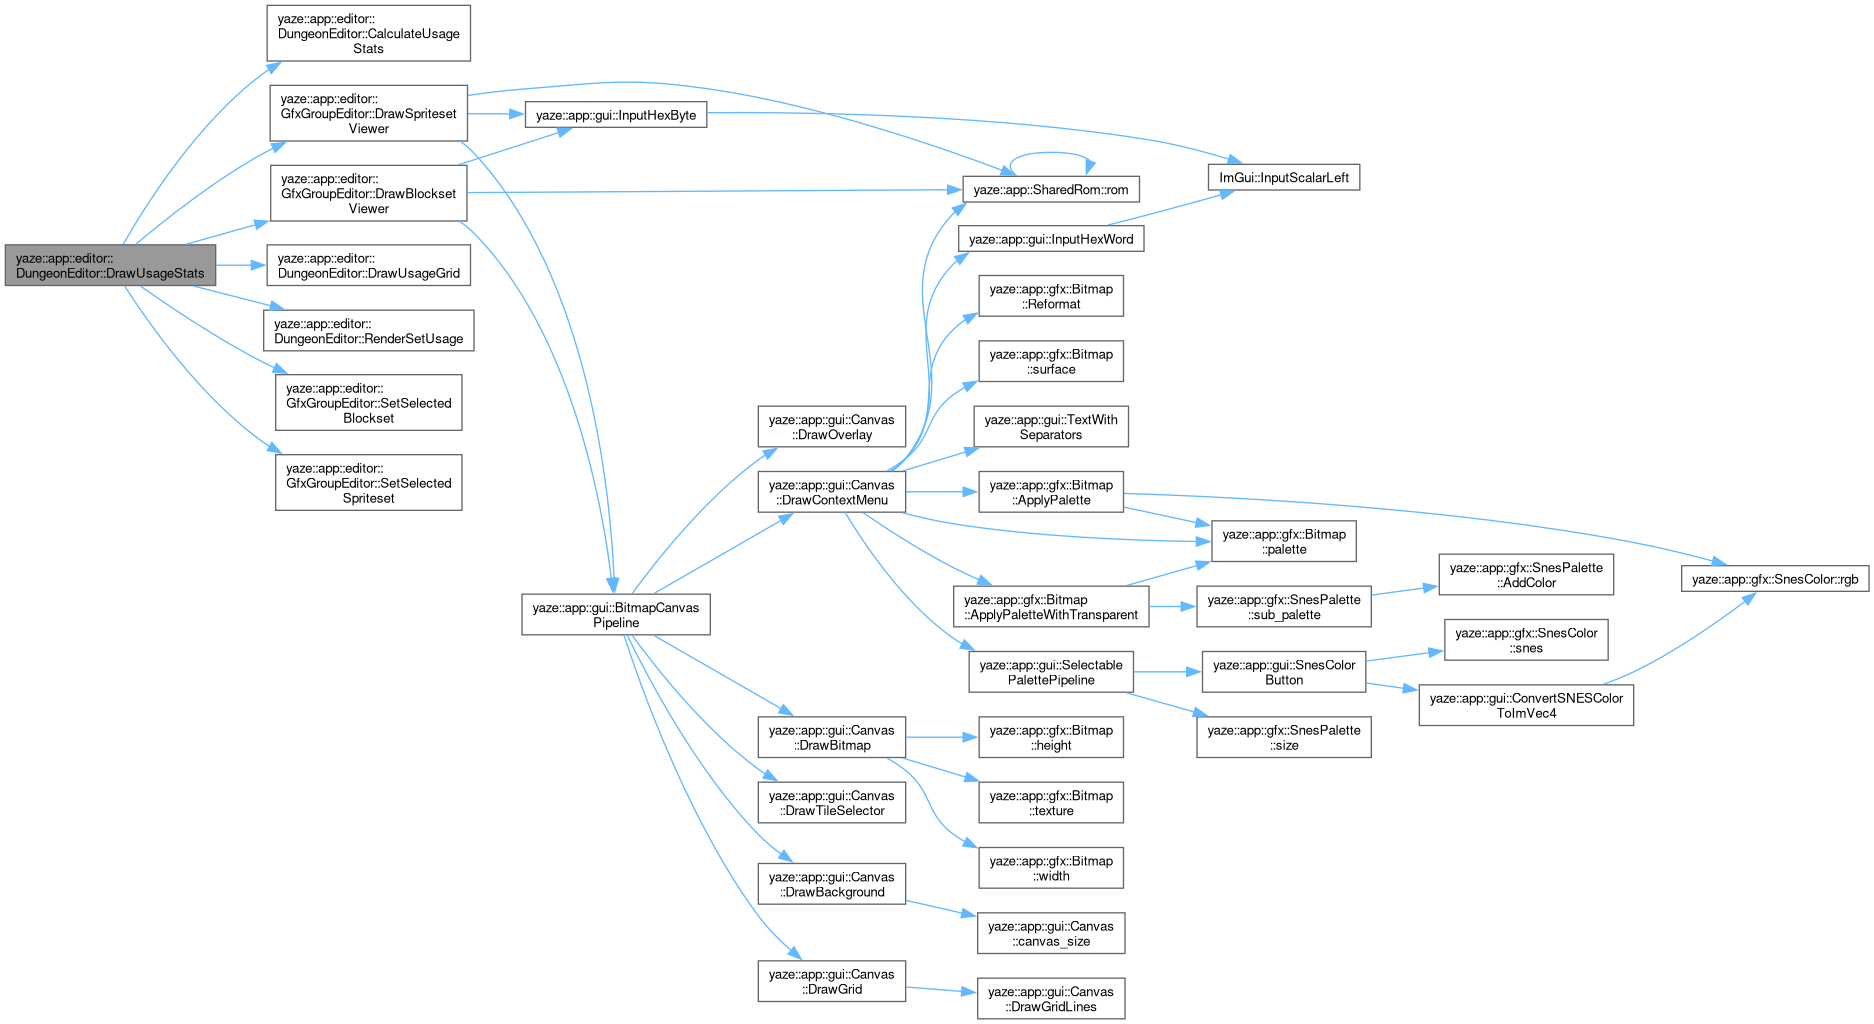 yaze::app::editor::
DungeonEditor::DrawUsageStats
yaze::app::editor::
DungeonEditor::CalculateUsage
Stats
yaze::app::editor::
GfxGroupEditor::DrawSpriteset
Viewer
yaze::app::editor::
GfxGroupEditor::DrawBlockset
Viewer
yaze::app::editor::
DungeonEditor::DrawUsageGrid
yaze::app::editor::
DungeonEditor::RenderSetUsage
yaze::app::editor::
GfxGroupEditor::SetSelected
Blockset
yaze::app::editor::
GfxGroupEditor::SetSelected
Spriteset
yaze::app::gui::InputHexByte
yaze::app::gui::BitmapCanvas
Pipeline
yaze::app::gui::Canvas
::DrawOverlay
yaze::app::gui::Canvas
::DrawContextMenu
yaze::app::gui::Canvas
::DrawBitmap
yaze::app::gui::Canvas
::DrawTileSelector
yaze::app::gui::Canvas
::DrawBackground
yaze::app::gui::Canvas
::DrawGrid
yaze::app::SharedRom::rom
yaze::app::gui::InputHexWord
yaze::app::gfx::Bitmap
::Reformat
yaze::app::gfx::Bitmap
::surface
yaze::app::gui::TextWith
Separators
yaze::app::gfx::Bitmap
::ApplyPalette
yaze::app::gfx::Bitmap
::ApplyPaletteWithTransparent
yaze::app::gui::Selectable
PalettePipeline
yaze::app::gfx::Bitmap
::height
yaze::app::gfx::Bitmap
::texture
yaze::app::gfx::Bitmap
::width
yaze::app::gui::Canvas
::canvas_size
yaze::app::gui::Canvas
::DrawGridLines
ImGui::InputScalarLeft
yaze::app::gfx::Bitmap
::palette
yaze::app::gfx::SnesPalette
::sub_palette
yaze::app::gui::SnesColor
Button
yaze::app::gfx::SnesPalette
::size
yaze::app::gfx::SnesPalette
::AddColor
yaze::app::gfx::SnesColor
::snes
yaze::app::gui::ConvertSNESColor
ToImVec4
yaze::app::gfx::SnesColor::rgb